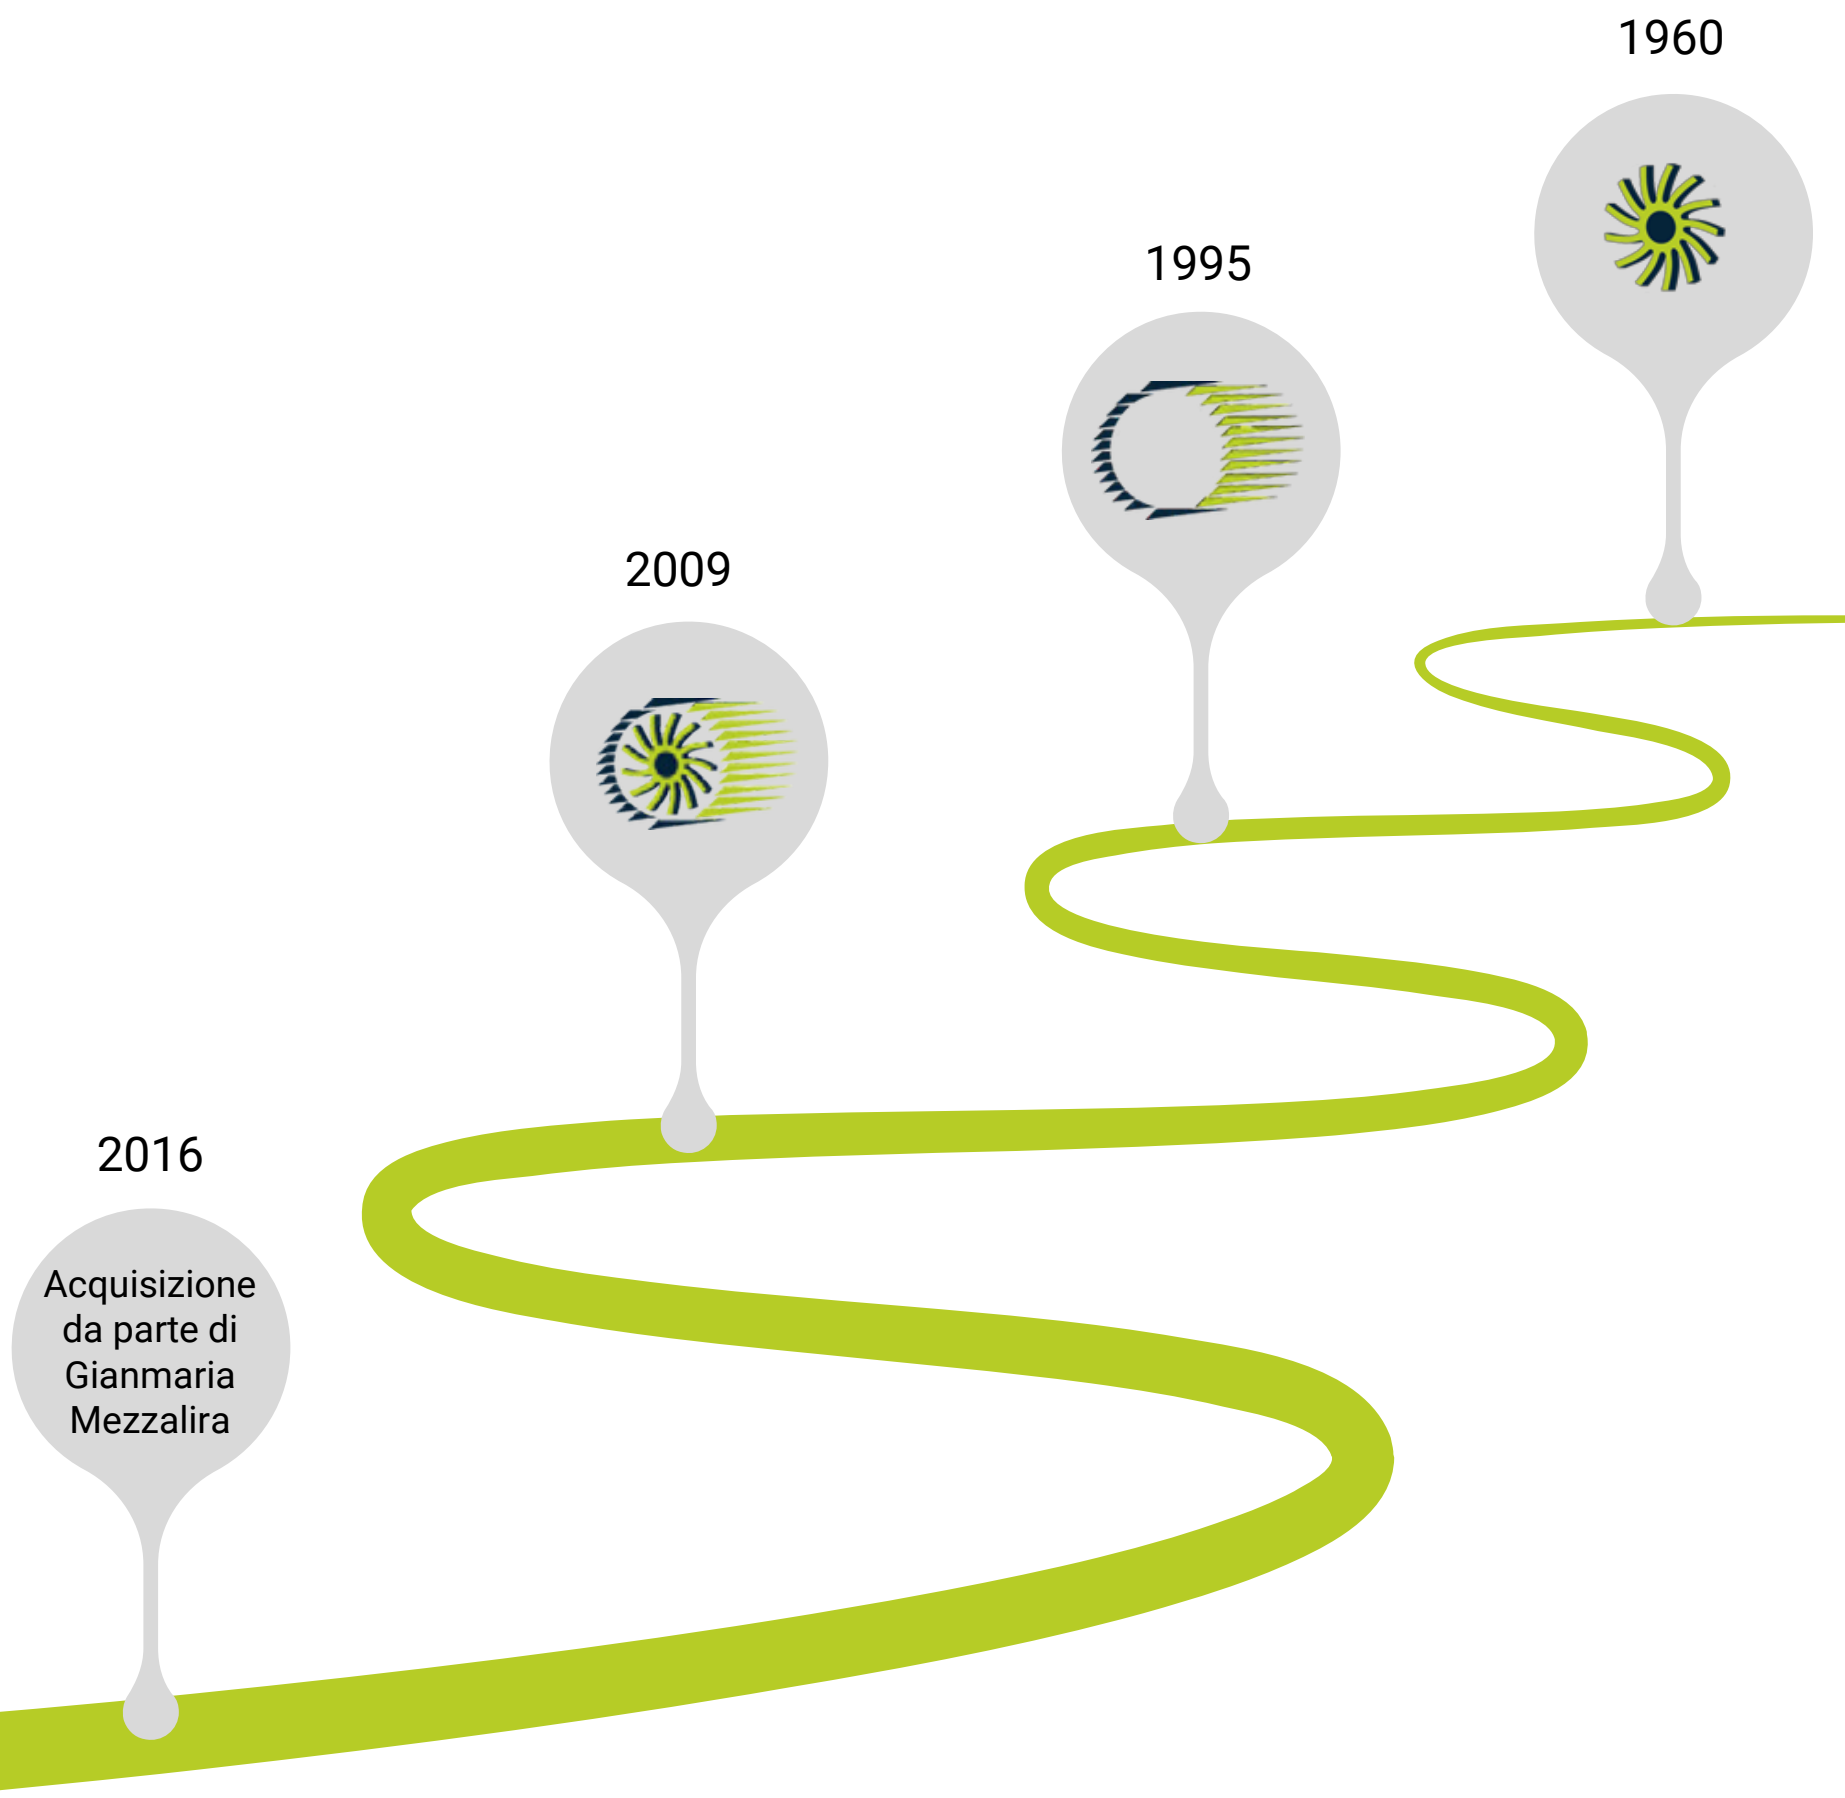 1960
1995
2009
2016
Acquisizione
da parte di
Gianmaria
Mezzalira